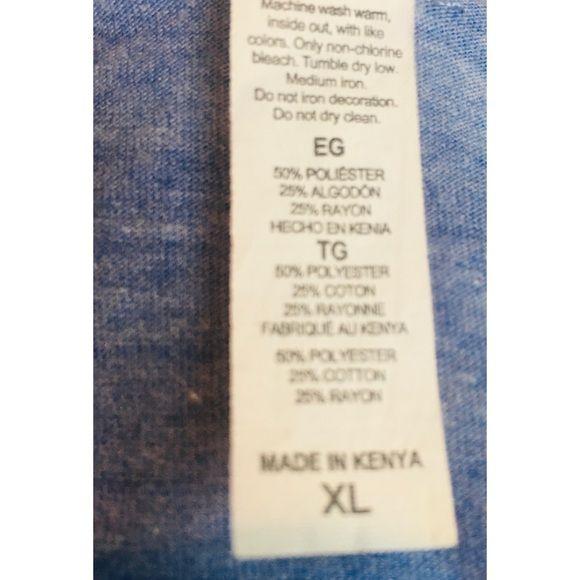 Machine wash warm,
inside out, with like
colors. Only non-chlorine
bleach. Tumble dry low.
Medium iron.
Do not iron decoration.
Do not dry clean.
EG
50% POLIÉSTER
25% ALGODÓN
25% RAYON
HECHO EN KENIA
TG
50% POLYESTER
25% COTON
25% RAYONNE
FABRIQUÉ AU KENYA
50% POLYESTER
25% COTTON
25% RAYON
MADE IN KENYA
XL